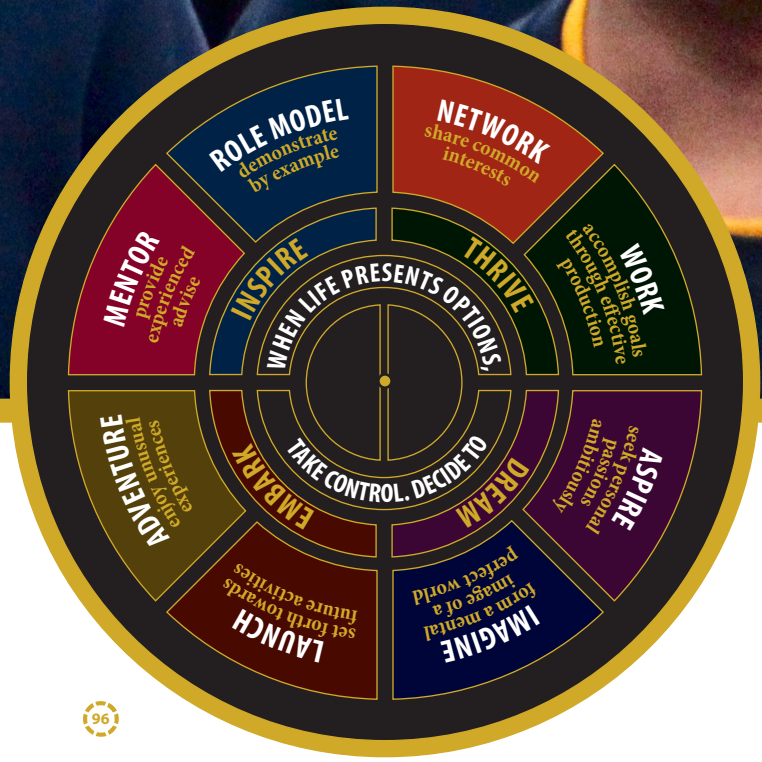 WHEN LIFE PRESENTS OPTIONS,
TAKE CONTROL. DECIDE TO
INSPIRE
THRIVE
DREAM
EMBARK
ROLE MODEL
demonstrate
by example
NETWORK
share common
interests
WORK
accomplish goals
through effective
production
ASPIRE
seek personal
passions
ambitiously
IMAGINE
form a mental
image of a
perfect world
LAUNCH
set forth towards
future activities
ADVENTURE
enjoy unusual
experiences
MENTOR
provide
experienced
advise
96